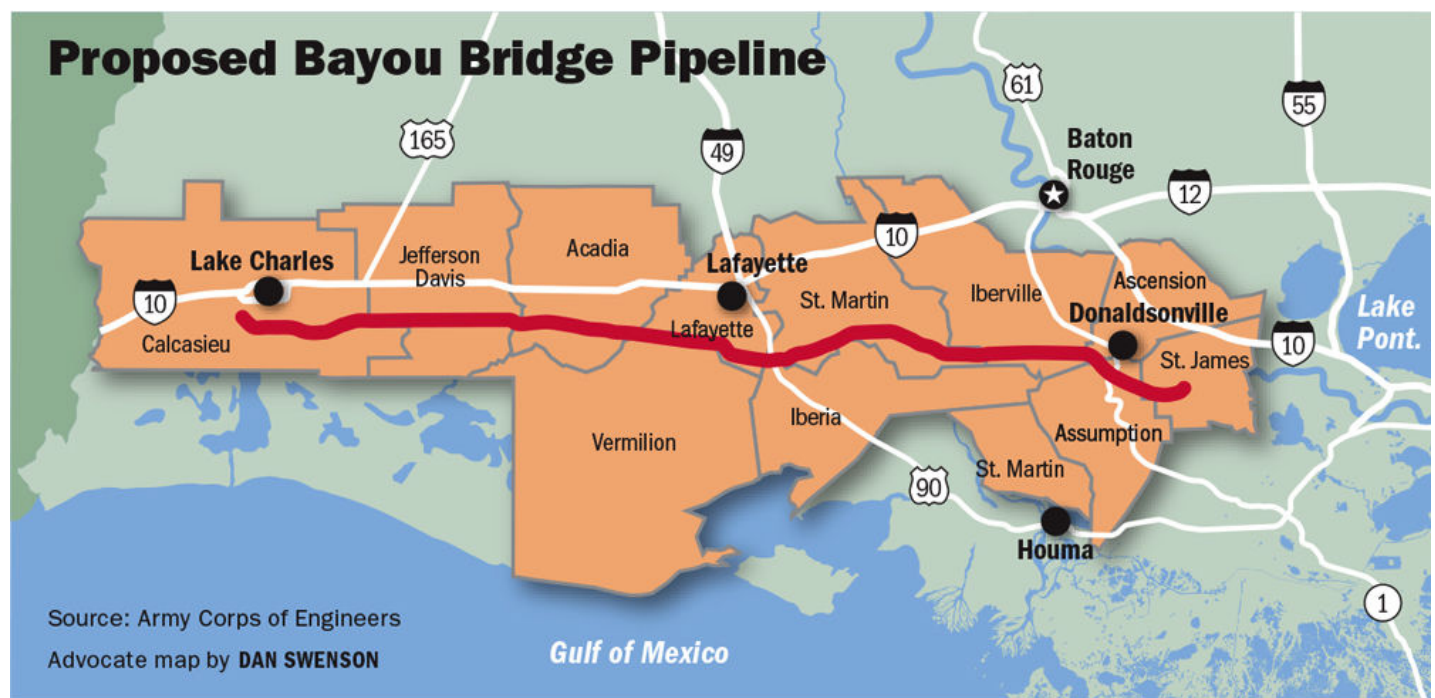 Proposed Bayou Bridge Pipeline
61
55
165
49
Baton
Rouge
12
10
Lake Charles
Jefferson
Davis
Acadia
Lafayette
St. Martin
Iberville
Ascension
Donaldsonville
Lake
Pont.
10
Calcasieu
Lafayette
St. James
10
Vermilion
Iberia
Assumption
St. Martin
90
Houma
1
Source: Army Corps of Engineers
Advocate map by DAN SWENSON
Gulf of Mexico